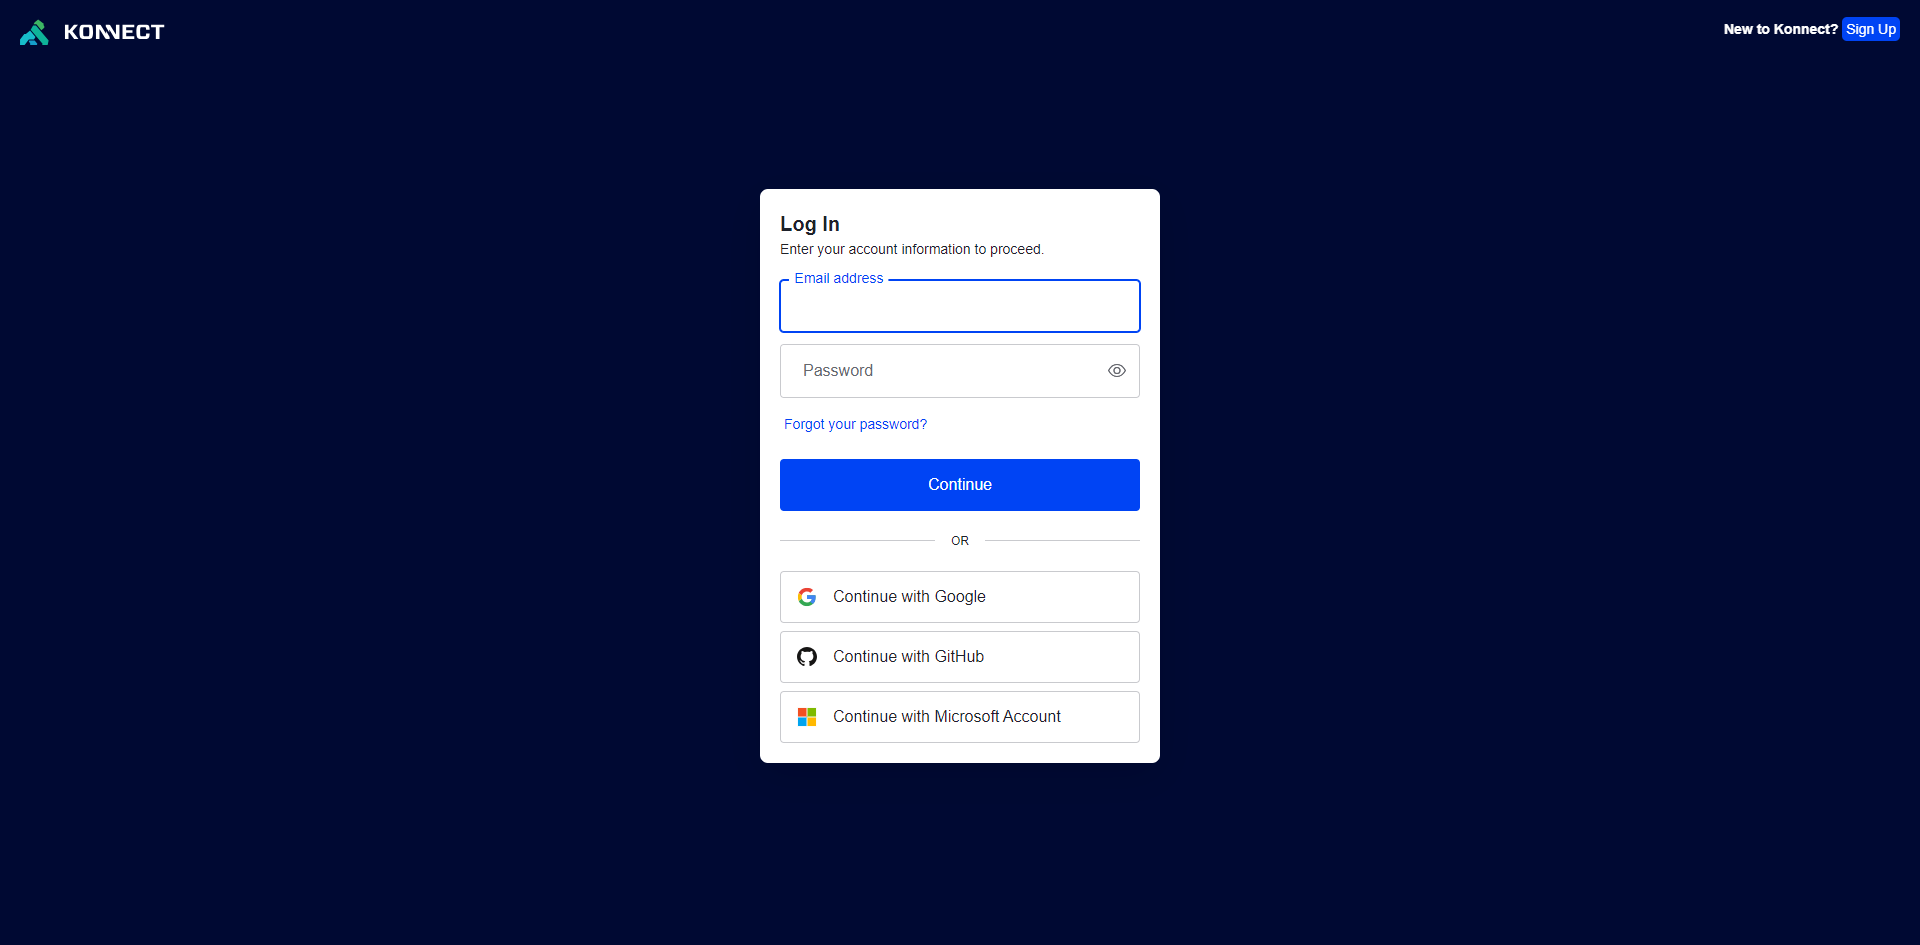 KONNECT
New to Konnect? Sign Up
Log In
Enter your account information to proceed.
Email address
Password
Forgot your password?
Continue
OR
Continue with Google
Continue with GitHub
Continue with Microsoft Account